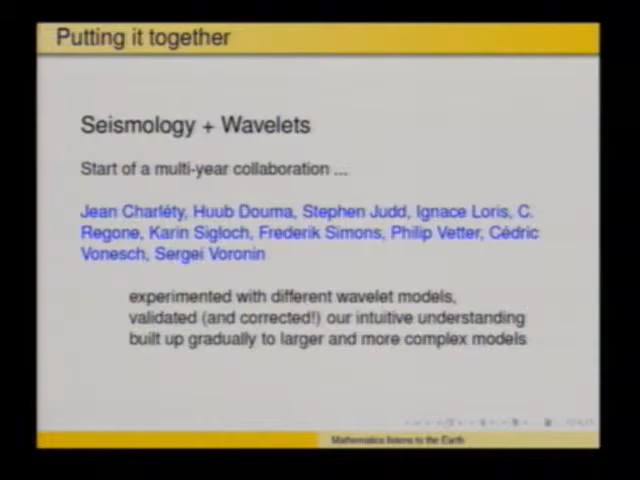 Putting it together
Seismology + Wavelets
Start of a multi-year collaboration ...
Jean Charléty, Huub Douma, Stephen Judd, Ignace Loris, C.
Regone, Karin Sigloch, Frederik Simons, Philip Vetter, Cédric
Vonesch, Sergei Voronin
experimented with different wavelet models,
validated (and corrected!) our intuitive understanding
built up gradually to larger and more complex models
Mathematics listens to the Earth